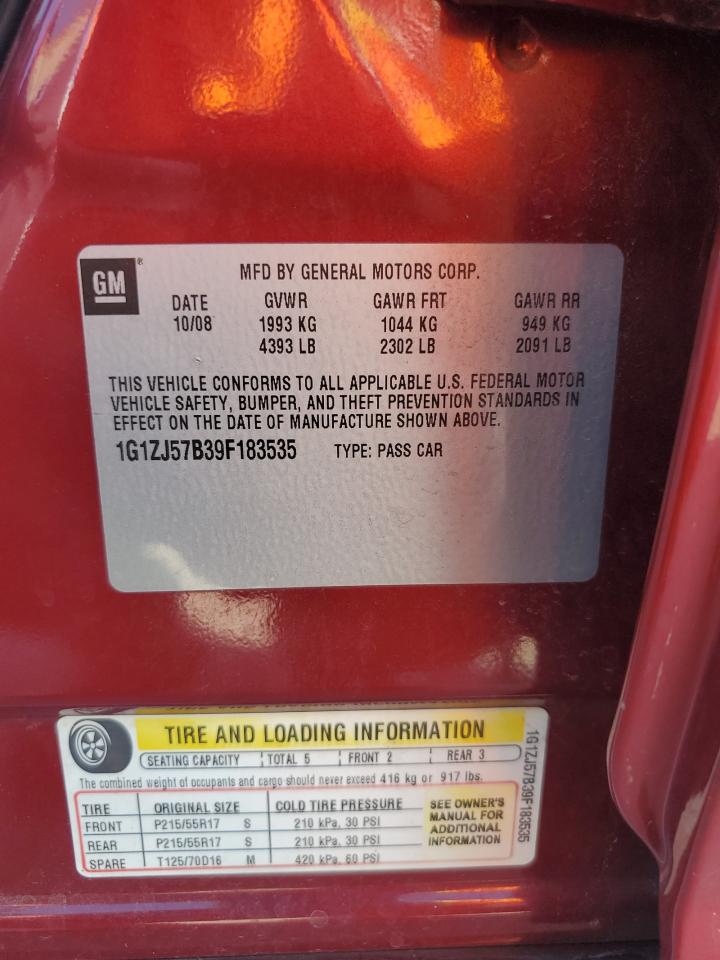 GM ®
MFD BY GENERAL MOTORS CORP.
DATE GVWR GAWR FRT GAWR RR
10/08 1993 KG 1044 KG 949 KG
4393 LB 2302 LB 2091 LB
THIS VEHICLE CONFORMS TO ALL APPLICABLE U.S. FEDERAL MOTOR
VEHICLE SAFETY, BUMPER, AND THEFT PREVENTION STANDARDS IN
EFFECT ON THE DATE OF MANUFACTURE SHOWN ABOVE.
1G1ZJ57B39F183535 TYPE: PASS CAR
TIRE AND LOADING INFORMATION
SEATING CAPACITY TOTAL 5 FRONT 2 REAR 3
The combined weight of occupants and cargo should never exceed 416 kg or 917 lbs.
TIRE ORIGINAL SIZE COLD TIRE PRESSURE
FRONT P215/55R17 S 210 kPa, 30 PSI
REAR P215/55R17 S 210 kPa, 30 PSI
SPARE T125/70D16 M 420 kPa, 60 PSI
SEE OWNER'S
MANUAL FOR
ADDITIONAL
INFORMATION
1G1ZJ57B39F183535